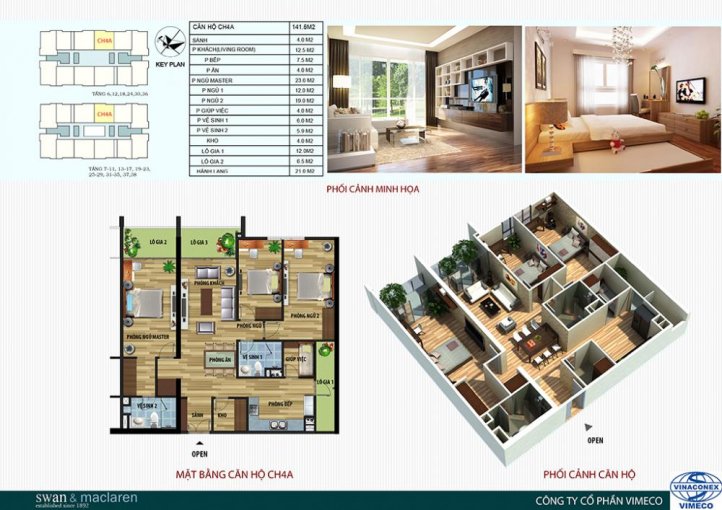 CH4A
KEY PLAN
TẦNG 6,12,18,24,30,36
CH4A
TẦNG 7-11, 13-17, 19-23,
25-29, 31-35, 37,38
CĂN HỘ CH4A 141.6M2
SẢNH 4.0 M2
P KHÁCH(LIVING ROOM) 12.5 M2
P BẾP 7.5 M2
P ĂN 4.0 M2
P NGỦ MASTER 23.0 M2
P NGỦ 1 12.0 M2
P NGỦ 2 19.0 M2
P GIÚP VIỆC 4.0 M2
P VỆ SINH 1 6.0 M2
P VỆ SINH 2 5.9 M2
KHO 4.0 M2
LÔ GIA 1 12.0M2
LÔ GIA 2 6.5 M2
HÀNH LANG 21.0 M2
PHỐI CẢNH MINH HỌA
LÔ GIA 2
LÔ GIA 3
PHÒNG KHÁCH
PHÒNG NGỦ MASTER
PHÒNG NGỦ 1
PHÒNG NGỦ 2
PHÒNG ĂN
VỆ SINH 1
GIÚP VIỆC
LÔ GIA 1
VỆ SINH 2
SẢNH
KHO
PHÒNG BẾP
OPEN
OPEN
MẶT BẰNG CĂN HỘ CH4A
PHỐI CẢNH CĂN HỘ
swan & maclaren
established since 1892
CÔNG TY CỔ PHẦN VIMECO
VINACONEX
VIMECO